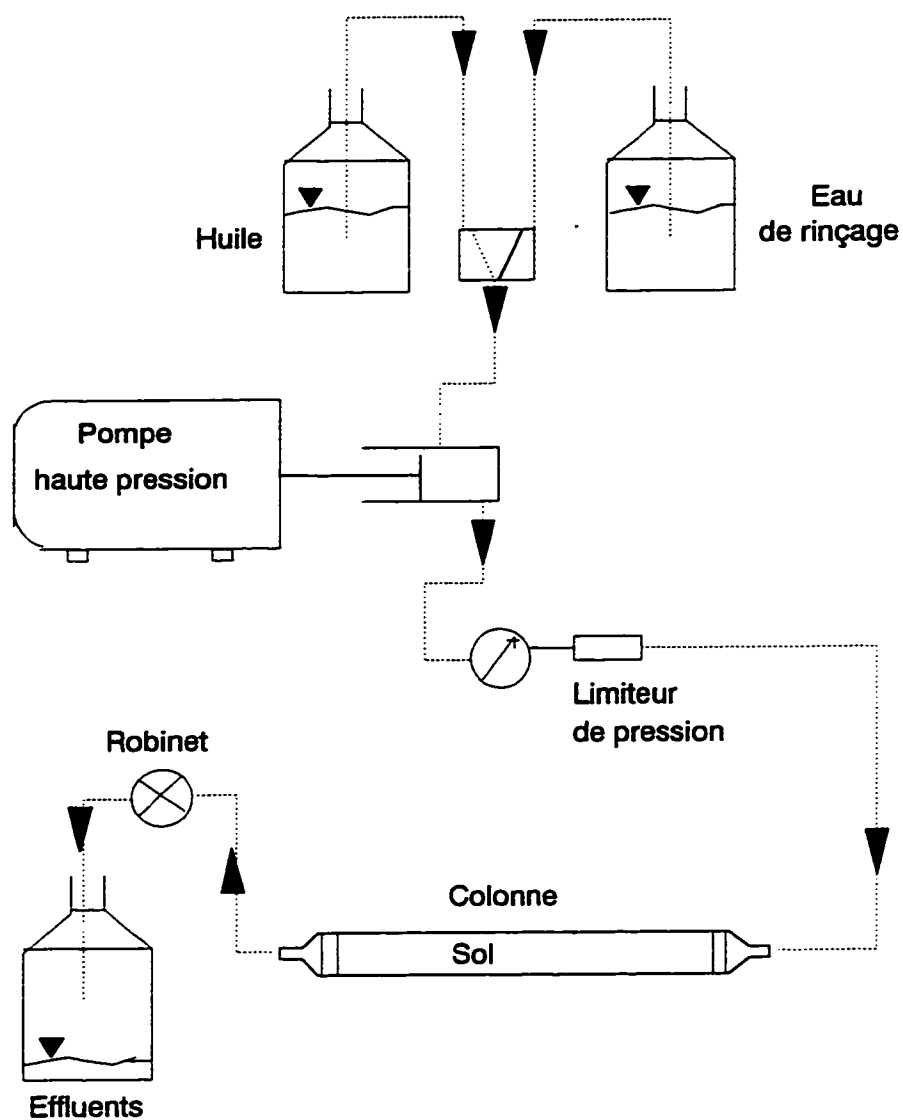 Huile
Eau
de rinçage
Pompe
haute pression
Limiteur
de pression
Robinet
Colonne
Sol
Effluents